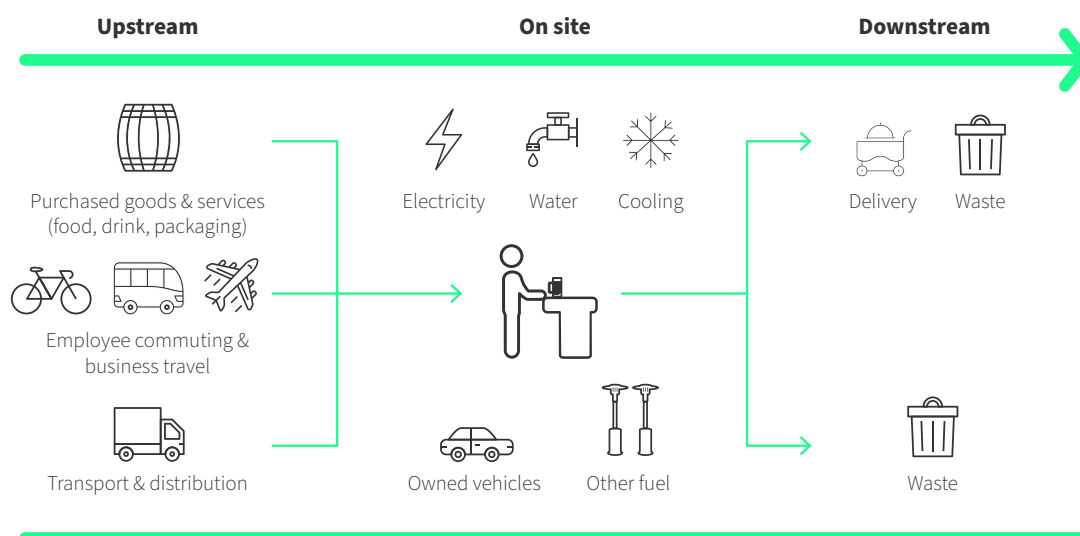 Upstream
On site
Downstream
Purchased goods & services
(food, drink, packaging)
Electricity
Water
Cooling
Delivery
Waste
Employee commuting &
business travel
Transport & distribution
Owned vehicles
Other fuel
Waste